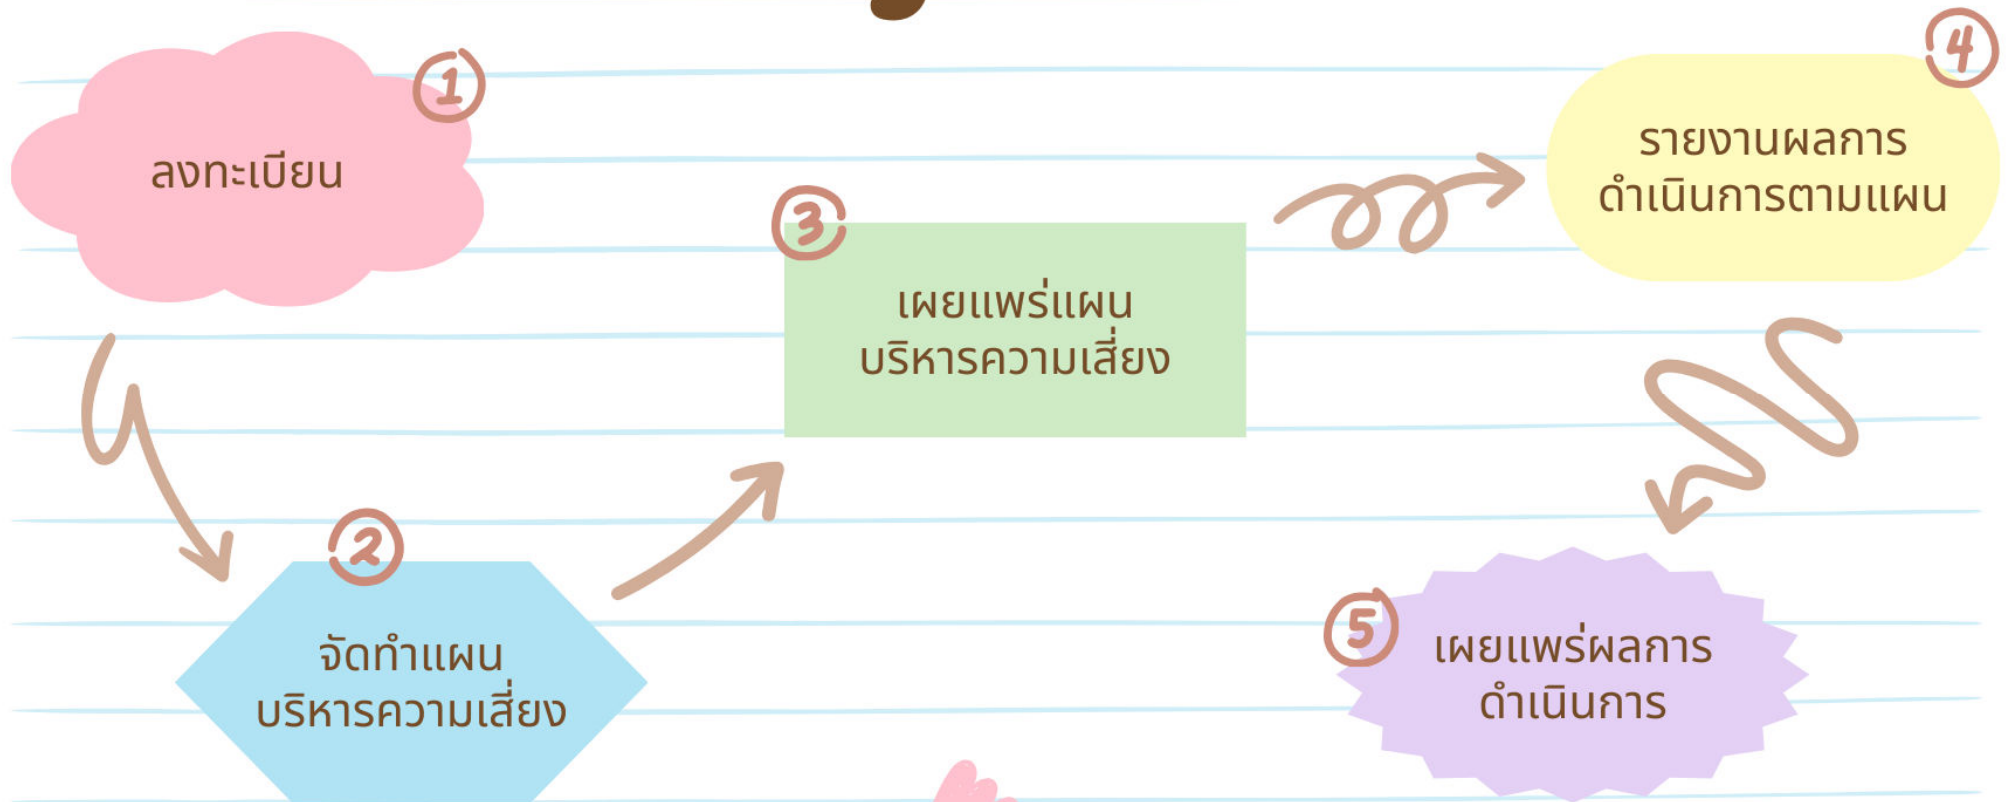 1
ลงทะเบียน
2
จัดทำแผน
บริหารความเสี่ยง
3
เผยแพร่แผน
บริหารความเสี่ยง
4
รายงานผลการ
ดำเนินการตามแผน
5
เผยแพร่ผลการ
ดำเนินการ